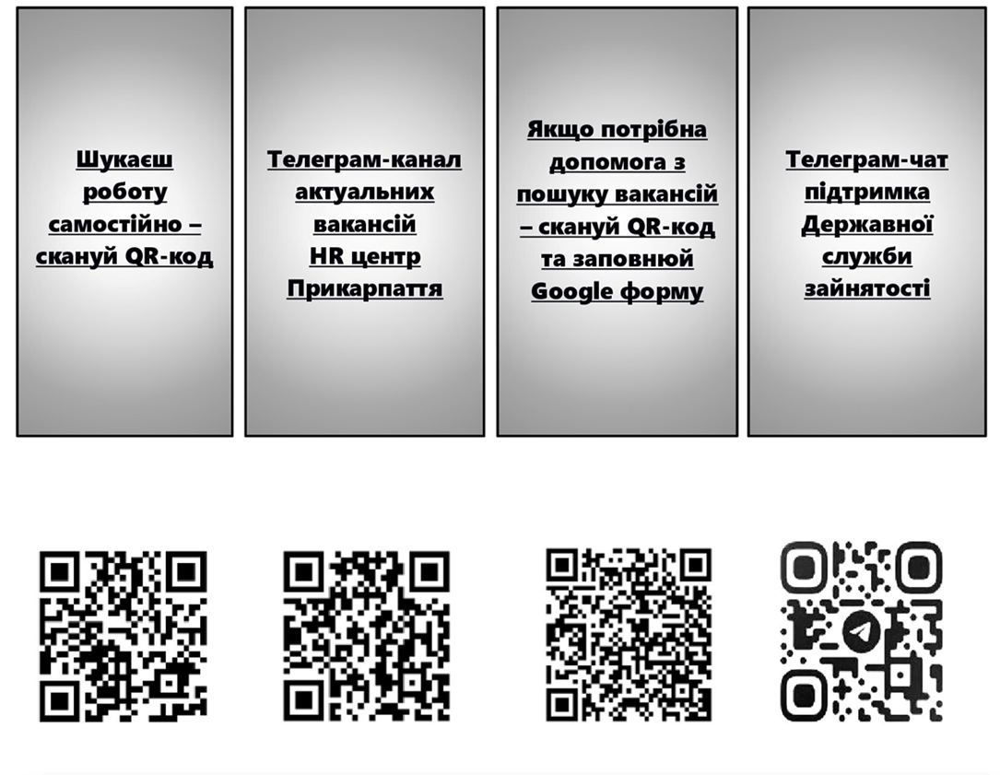 Шукаєш
роботу
самостійно –
скануй QR-код
Телеграм-канал
актуальних
вакансій
HR центр
Прикарпаття
Якщо потрібна
допомога з
пошуку вакансій
– скануй QR-код
та заповнюй
Google форму
Телеграм-чат
підтримка
Державної
служби
зайнятості